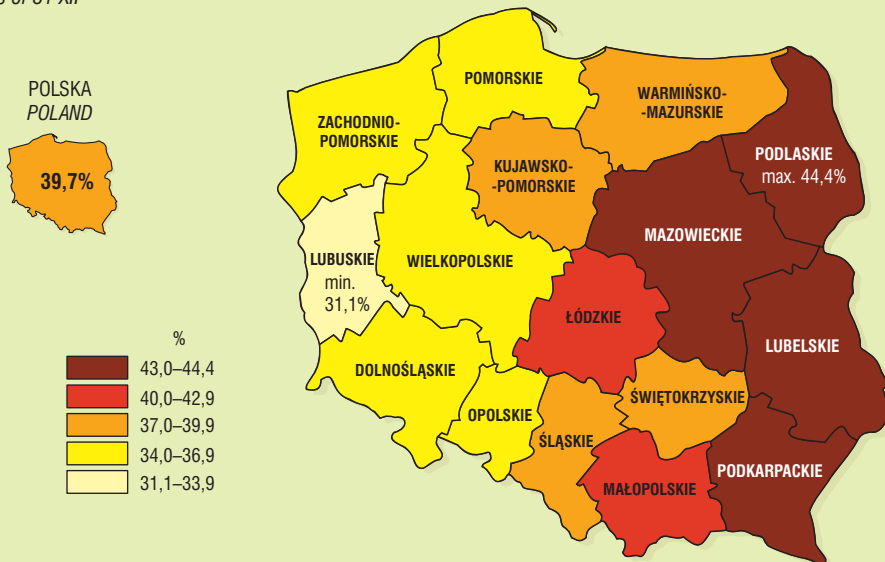 31 XII
POLSKA
POLAND
39,7%
ZACHODNIO-
-POMORSKIE
POMORSKIE
WARMIŃSKO-
-MAZURSKIE
KUJAWSKO-
-POMORSKIE
PODLASKIE
max. 44,4%
MAZOWIECKIE
LUBUSKIE
min.
31,1%
WIELKOPOLSKIE
ŁÓDZKIE
LUBELSKIE
DOLNOŚLĄSKIE
OPOLSKIE
ŚLĄSKIE
ŚWIĘTOKRZYSKIE
MAŁOPOLSKIE
PODKARPACKIE
%
43,0–44,4
40,0–42,9
37,0–39,9
34,0–36,9
31,1–33,9